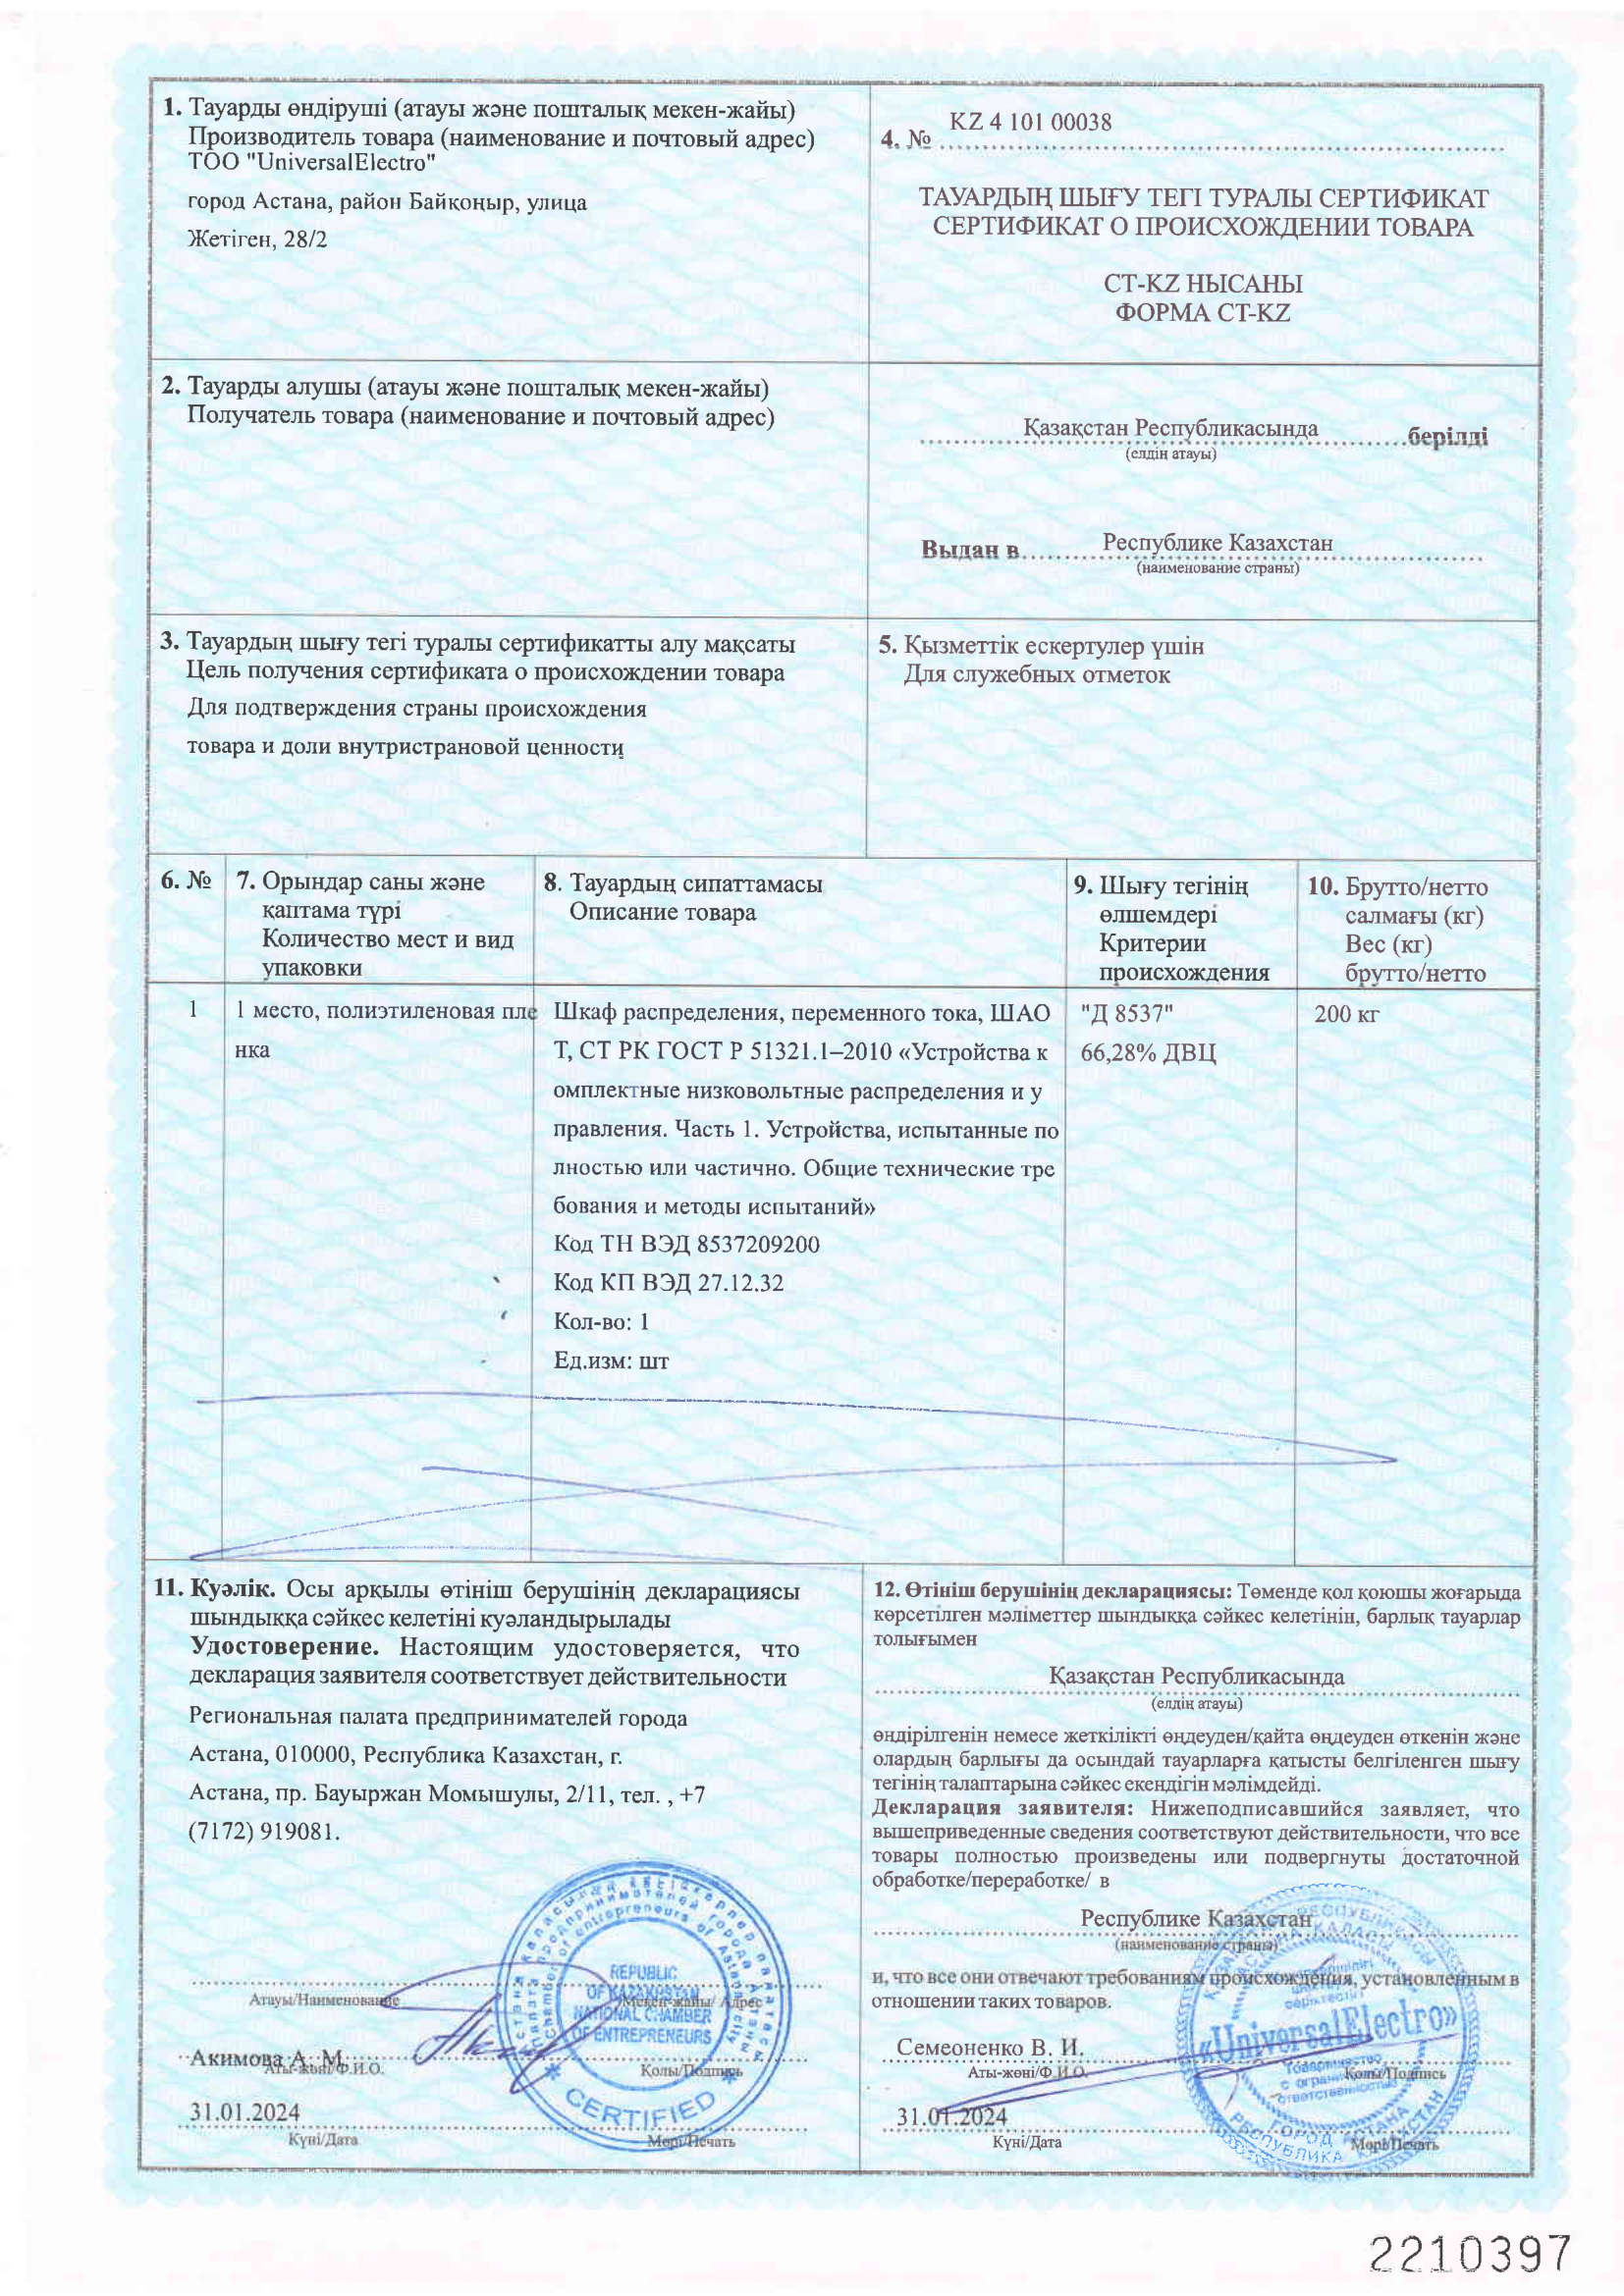 1. Тауарды өндіруші (атауы және пошталық мекен-жайы)
Производитель товара (наименование и почтовый адрес)
ТОО "UniversalElectro"
город Астана, район Байқоңыр, улица
Жетіген, 28/2
4. № KZ 4 101 00038
ТАУАРДЫҢ ШЫҒУ ТЕГІ ТУРАЛЫ СЕРТИФИКАТ
СЕРТИФИКАТ О ПРОИСХОЖДЕНИИ ТОВАРА
СТ-KZ НЫСАНЫ
ФОРМА СТ-KZ
2. Тауарды алушы (атауы және пошталық мекен-жайы)
Получатель товара (наименование и почтовый адрес)
Қазақстан Республикасында берілді
(елдің атауы)
Выдан в Республике Казахстан
(наименование страны)
3. Тауардың шығу тегі туралы сертификатты алу мақсаты
Цель получения сертификата о происхождении товара
Для подтверждения страны происхождения
товара и доли внутристрановой ценности
5. Қызметтік ескертулер үшін
Для служебных отметок
6. №
7. Орындар саны және
қаптама түрі
Количество мест и вид
упаковки
8. Тауардың сипаттамасы
Описание товара
9. Шығу тегінің
өлшемдері
Критерии
происхождения
10. Брутто/нетто
салмағы (кг)
Вес (кг)
брутто/нетто
1
1 место, полиэтиленовая пле
нка
Шкаф распределения, переменного тока, ШАО
Т, СТ РК ГОСТ Р 51321.1–2010 «Устройства к
омплектные низковольтные распределения и у
правления. Часть 1. Устройства, испытанные по
лностью или частично. Общие технические тре
бования и методы испытаний»
Код ТН ВЭД 8537209200
Код КП ВЭД 27.12.32
Кол-во: 1
Ед.изм: шт
"Д 8537"
66,28% ДВЦ
200 кг
11. Куәлік. Осы арқылы өтініш берушінің декларациясы
шындыққа сәйкес келетіні куәландырылады
Удостоверение. Настоящим удостоверяется, что
декларация заявителя соответствует действительности
Региональная палата предпринимателей города
Астана, 010000, Республика Казахстан, г.
Астана, пр. Бауыржан Момышулы, 2/11, тел. , +7
(7172) 919081.
Атауы/Наименование
Мекен-жайы/ Адрес
Акимова А. М.
Аты-жөні/Ф.И.О.
Қолы/Подпись
31.01.2024
Күні/Дата
Мөрі/Печать
REPUBLIC
OF KAZAKHSTAN
NATIONAL CHAMBER
OF ENTREPRENEURS
CERTIFIED
12. Өтініш берушінің декларациясы: Төменде қол қоюшы жоғарыда
көрсетілген мәліметтер шындыққа сәйкес келетінін, барлық тауарлар
толығымен
Қазақстан Республикасында
(елдің атауы)
өндірілгенін немесе жеткілікті өңдеуден/қайта өңдеуден өткенін және
олардың барлығы да осындай тауарларға қатысты белгіленген шығу
тегінің талаптарына сәйкес екендігін мәлімдейді.
Декларация заявителя: Нижеподписавшийся заявляет, что
вышеприведенные сведения соответствуют действительности, что все
товары полностью произведены или подвергнуты достаточной
обработке/переработке/ в
Республике Казахстан
(наименование страны)
и, что все они отвечают требованиям происхождения, установленным в
отношении таких товаров.
Семеоненко В. И.
Аты-жөні/Ф.И.О.
Қолы/Подпись
31.01.2024
Күні/Дата
Мөрі/Печать
«UniversalElectro»
2210397